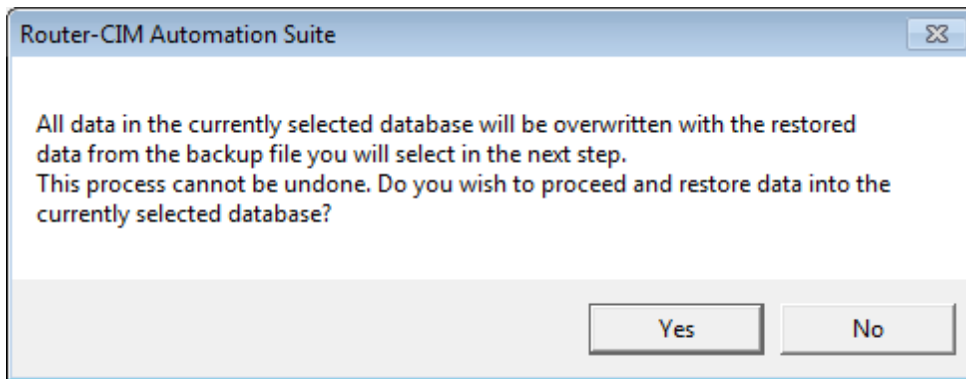 Router-CIM Automation Suite
All data in the currently selected database will be overwritten with the restored
data from the backup file you will select in the next step.
This process cannot be undone. Do you wish to proceed and restore data into the
currently selected database?
Yes
No